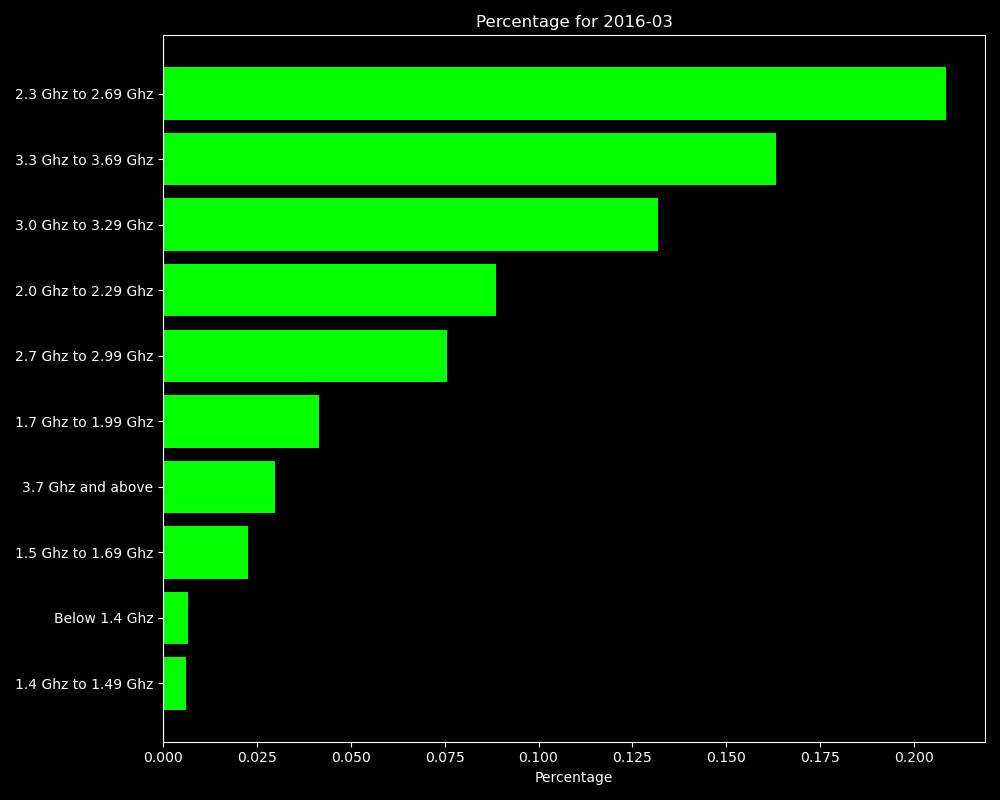 Percentage for 2016-03
2.3 Ghz to 2.69 Ghz
3.3 Ghz to 3.69 Ghz
3.0 Ghz to 3.29 Ghz
2.0 Ghz to 2.29 Ghz
2.7 Ghz to 2.99 Ghz
1.7 Ghz to 1.99 Ghz
3.7 Ghz and above
1.5 Ghz to 1.69 Ghz
Below 1.4 Ghz
1.4 Ghz to 1.49 Ghz
0.000 0.025 0.050 0.075 0.100 0.125 0.150 0.175 0.200
Percentage